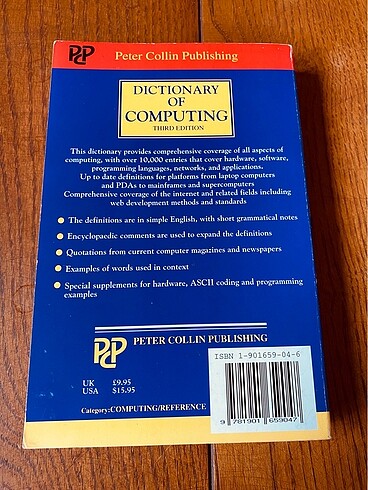 PCP Peter Collin Publishing
DICTIONARY
OF
COMPUTING
THIRD EDITION
This dictionary provides comprehensive coverage of all aspects
of computing, with over 10,000 entries that cover hardware, software,
programming languages, networks, and applications.
Up to date definitions for platforms from laptop computers
and PDAs to mainframes and supercomputers
Comprehensive coverage of the internet and related fields including
web development methods and standards
The definitions are in simple English, with short grammatical notes
Encyclopaedic comments are used to expand the definitions
Quotations from current computer magazines and newspapers
Examples of words used in context
Special supplements for hardware, ASCII coding and programming
examples
PCP PETER COLLIN PUBLISHING
ISBN 1-901659-04-6
UK £9.95
USA $15.95
Category:COMPUTING/REFERENCE
9 781901 659047